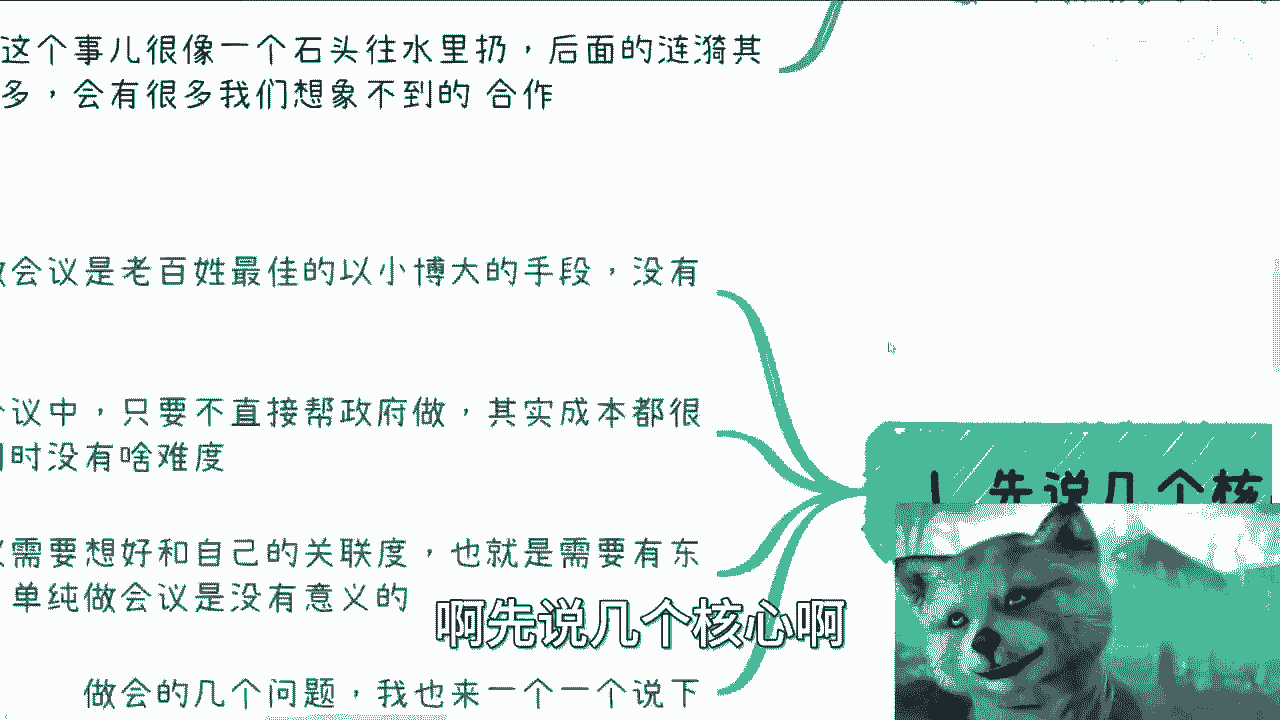 这个事儿很像一个石头往水里扔，后面的涟漪其
多，会有很多我们想象不到的 合作
会议是老百姓最佳的以小博大的手段，没有
议中，只要不直接帮政府做，其实成本都很
时没有啥难度
需要想好和自己的关联度，也就是需要有东
单纯做会议是没有意义的
做会的几个问题，我也来一个一个说下
1 先说几个核
啊先说几个核心啊